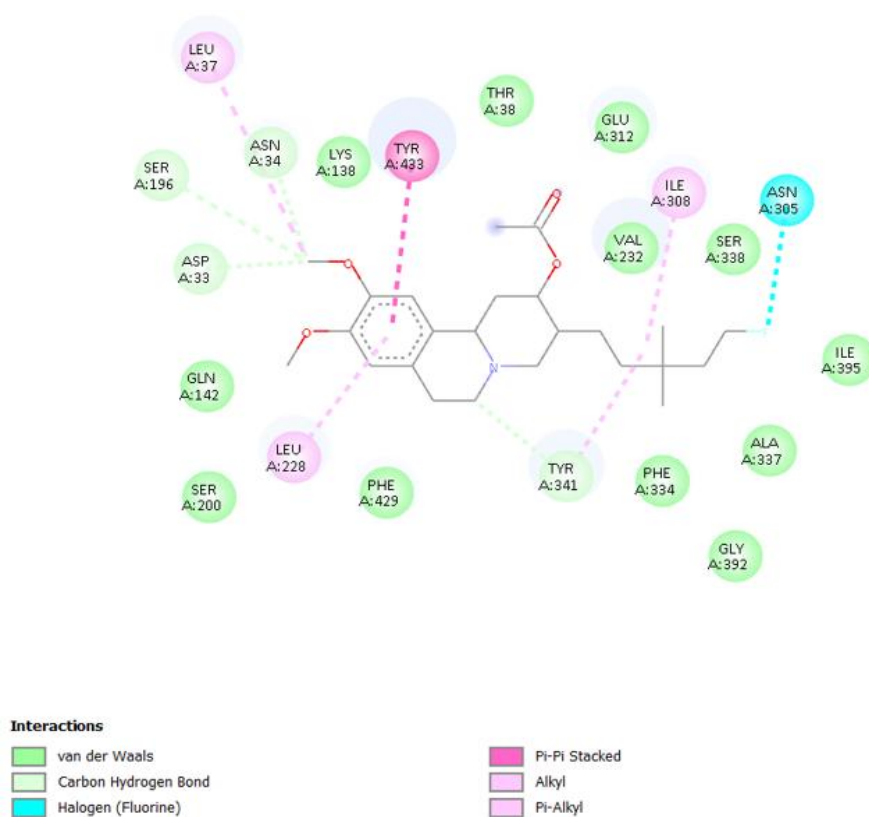 LEU
A:37
THR
A:38
GLU
A:312
ASN
A:34
LYS
A:138
TYR
A:433
SER
A:196
ILE
A:308
ASN
A:305
O
VAL
A:232
SER
A:338
ASP
A:33
O
O
O
N
ILE
A:395
GLN
A:142
LEU
A:228
ALA
A:337
TYR
A:341
PHE
A:334
SER
A:200
PHE
A:429
GLY
A:392
Interactions
van der Waals
Carbon Hydrogen Bond
Halogen (Fluorine)
Pi-Pi Stacked
Alkyl
Pi-Alkyl